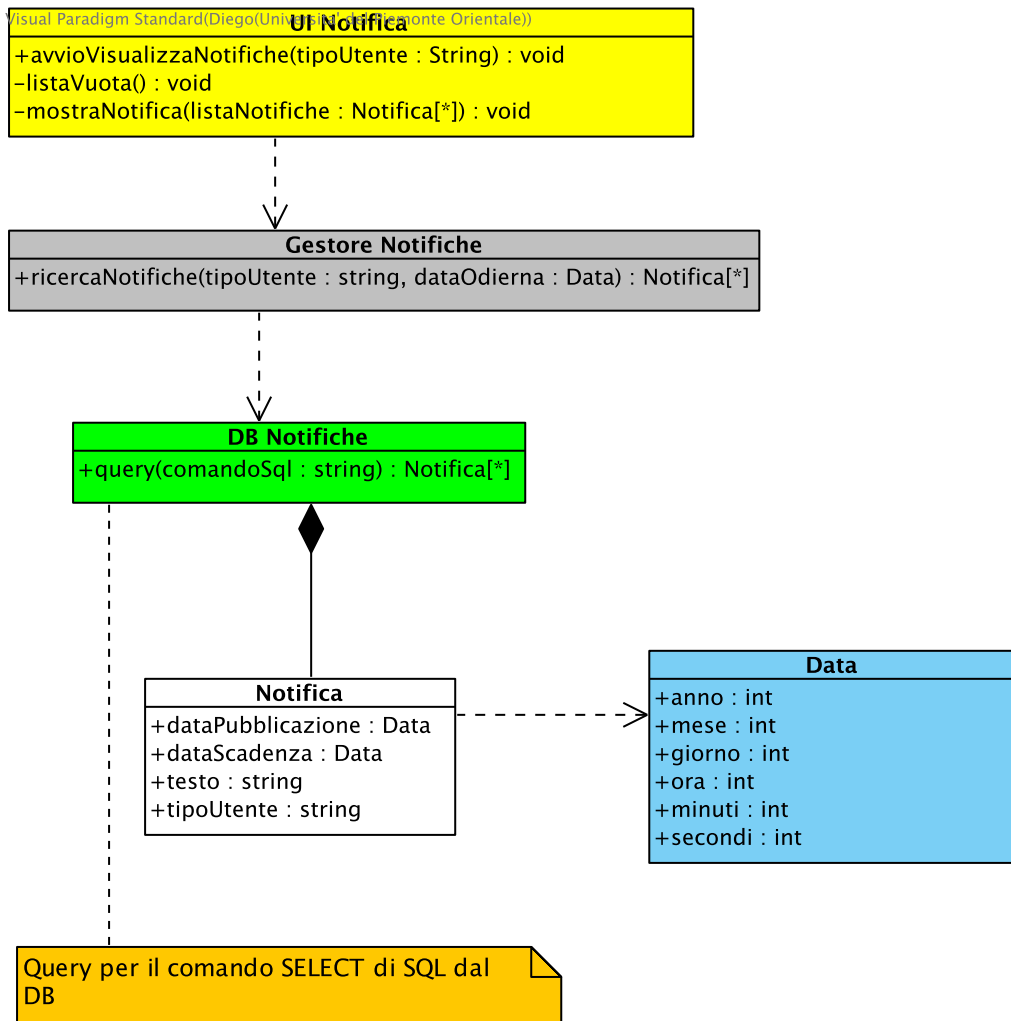 Visual Paradigm Standard(Diego(Universita' del Piemonte Orientale))
UI Notifica
+avvioVisualizzaNotifiche(tipoUtente : String) : void
-listaVuota() : void
-mostraNotifica(listaNotifiche : Notifica[*]) : void
Gestore Notifiche
+ricercaNotifiche(tipoUtente : string, dataOdierna : Data) : Notifica[*]
DB Notifiche
+query(comandoSql : string) : Notifica[*]
Notifica
+dataPubblicazione : Data
+dataScadenza : Data
+testo : string
+tipoUtente : string
Data
+anno : int
+mese : int
+giorno : int
+ora : int
+minuti : int
+secondi : int
Query per il comando SELECT di SQL dal
DB